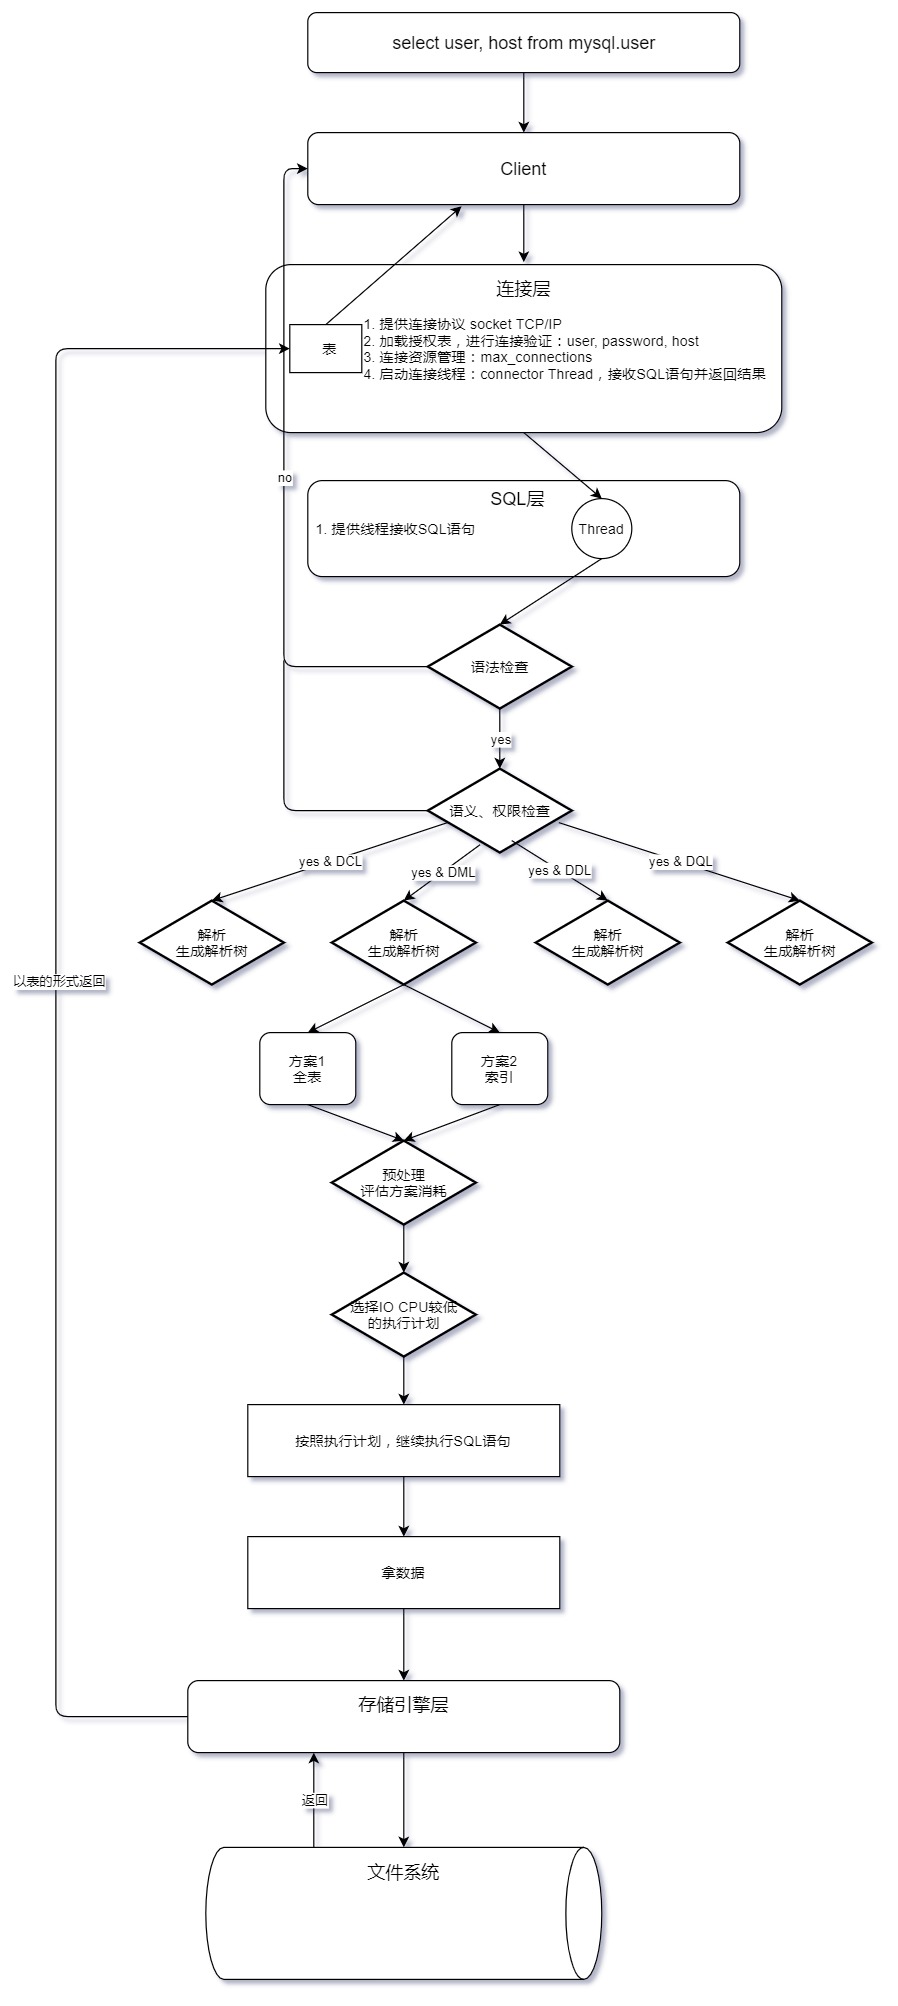 select user, host from mysql.user
Client
连接层
表
1. 提供连接协议 socket TCP/IP
2. 加载授权表，进行连接验证：user, password, host
3. 连接资源管理：max_connections
4. 启动连接线程：connector Thread，接收SQL语句并返回结果
no
SQL层
1. 提供线程接收SQL语句
Thread
语法检查
yes
语义、权限检查
yes & DCL
yes & DML
yes & DDL
yes & DQL
解析
生成解析树
解析
生成解析树
解析
生成解析树
解析
生成解析树
以表的形式返回
方案1
全表
方案2
索引
预处理
评估方案消耗
选择IO CPU较低
的执行计划
按照执行计划，继续执行SQL语句
拿数据
存储引擎层
返回
文件系统